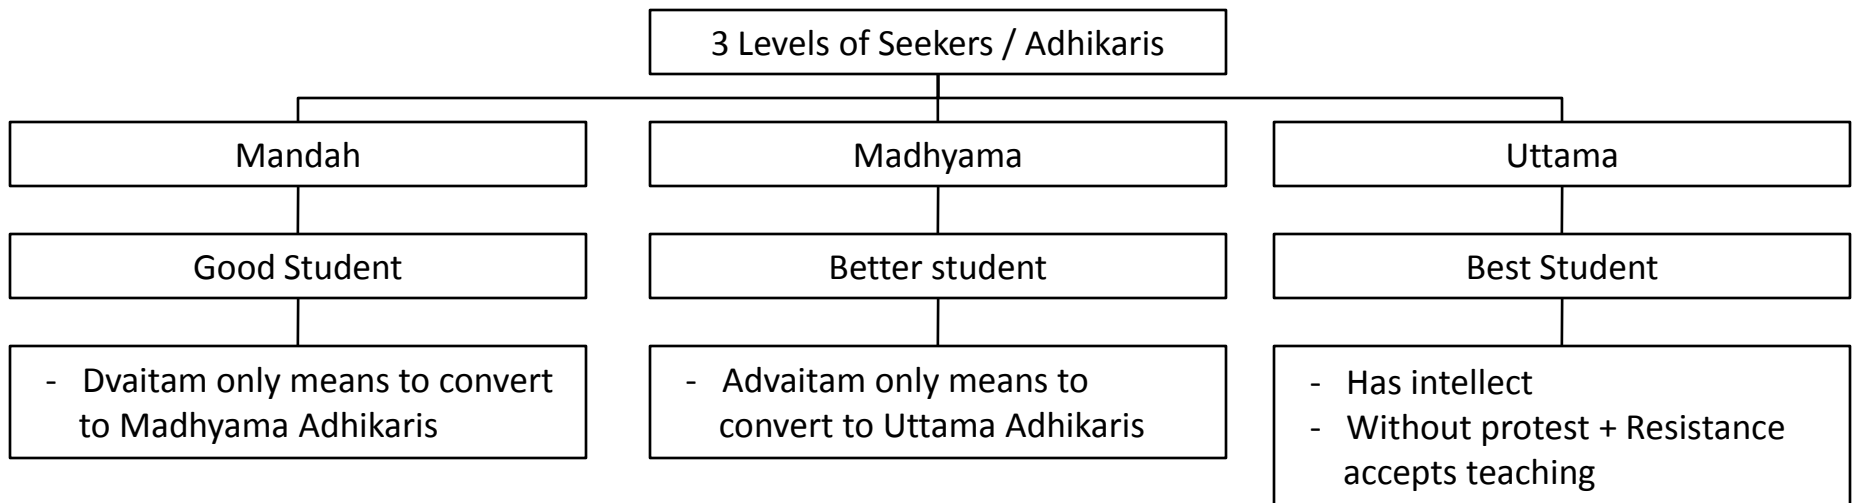 3 Levels of Seekers / Adhikaris
Mandah
Madhyama
Uttama
Good Student
Better student
Best Student
- Dvaitam only means to convert
to Madhyama Adhikaris
- Advaitam only means to
convert to Uttama Adhikaris
- Has intellect
- Without protest + Resistance
accepts teaching